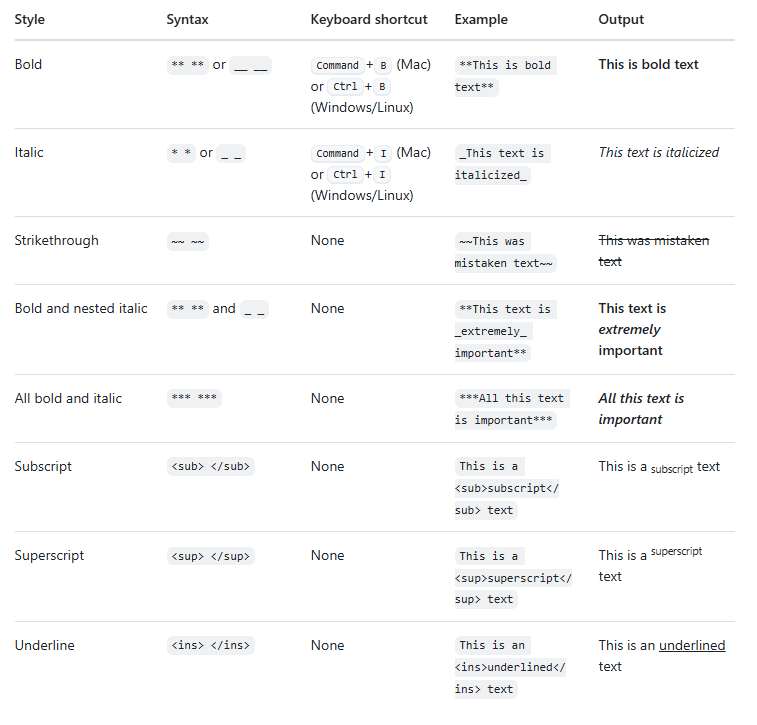 Style Syntax Keyboard shortcut Example Output
Bold ** ** or __ __ Command + B (Mac) **This is bold This is bold text
or Ctrl + B text**
(Windows/Linux)
Italic * * or _ _ Command + I (Mac) _This text is This text is italicized
or Ctrl + I italicized_
(Windows/Linux)
Strikethrough ~~ ~~ None ~~This was This was mistaken
mistaken text~~ text
Bold and nested italic ** ** and _ _ None **This text is This text is
_extremely_ extremely
important** important
All bold and italic *** *** None ***All this text All this text is
is important*** important
Subscript <sub> </sub> None This is a This is a subscript text
<sub>subscript</
sub> text
Superscript <sup> </sup> None This is a This is a superscript
<sup>superscript</ text
sup> text
Underline <ins> </ins> None This is an This is an underlined
<ins>underlined</ text
ins> text